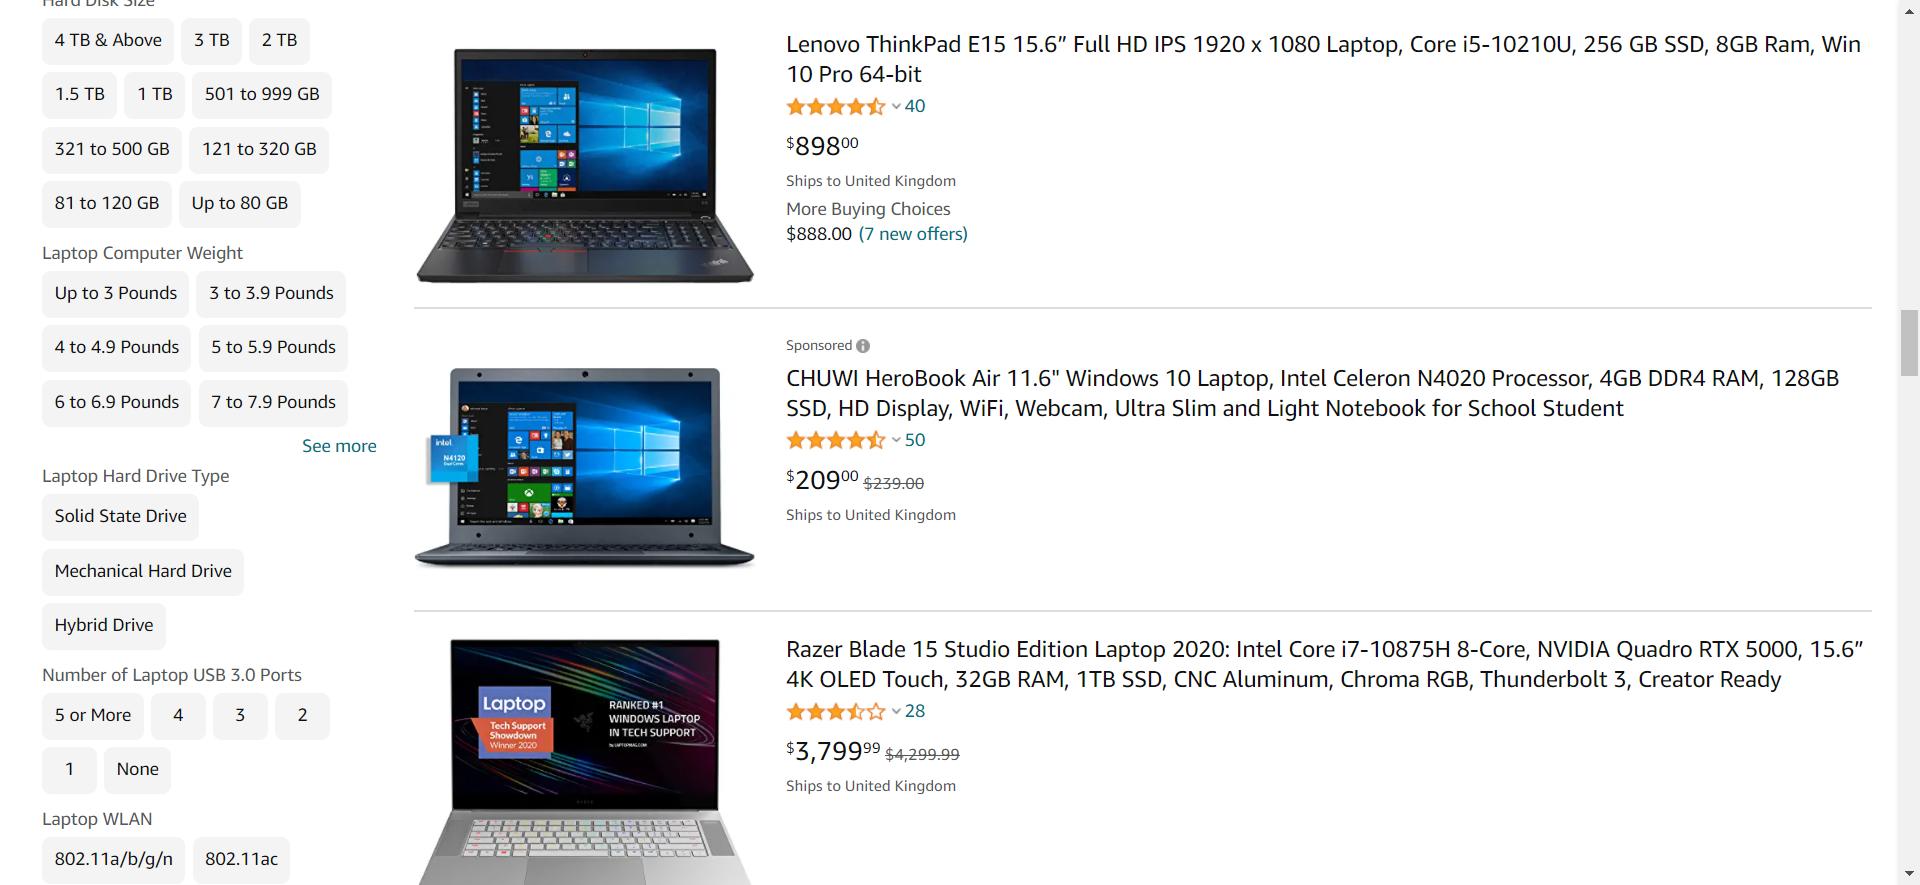 Hard Disk Size
4 TB & Above
3 TB
2 TB
1.5 TB
1 TB
501 to 999 GB
321 to 500 GB
121 to 320 GB
81 to 120 GB
Up to 80 GB
Laptop Computer Weight
Up to 3 Pounds
3 to 3.9 Pounds
4 to 4.9 Pounds
5 to 5.9 Pounds
6 to 6.9 Pounds
7 to 7.9 Pounds
See more
Laptop Hard Drive Type
Solid State Drive
Mechanical Hard Drive
Hybrid Drive
Number of Laptop USB 3.0 Ports
5 or More
4
3
2
1
None
Laptop WLAN
802.11a/b/g/n
802.11ac
Lenovo ThinkPad E15 15.6” Full HD IPS 1920 x 1080 Laptop, Core i5-10210U, 256 GB SSD, 8GB Ram, Win
10 Pro 64-bit
40
$89800
Ships to United Kingdom
More Buying Choices
$888.00 (7 new offers)
intel
N4120
Dual Cores
Sponsored
CHUWI HeroBook Air 11.6" Windows 10 Laptop, Intel Celeron N4020 Processor, 4GB DDR4 RAM, 128GB
SSD, HD Display, WiFi, Webcam, Ultra Slim and Light Notebook for School Student
50
$20900 $239.00
Ships to United Kingdom
Laptop
Tech Support
Showdown
Winner 2020
RANKED #1
WINDOWS LAPTOP
IN TECH SUPPORT
by LAPTOPMAG.COM
Razer Blade 15 Studio Edition Laptop 2020: Intel Core i7-10875H 8-Core, NVIDIA Quadro RTX 5000, 15.6”
4K OLED Touch, 32GB RAM, 1TB SSD, CNC Aluminum, Chroma RGB, Thunderbolt 3, Creator Ready
28
$3,79999 $4,299.99
Ships to United Kingdom